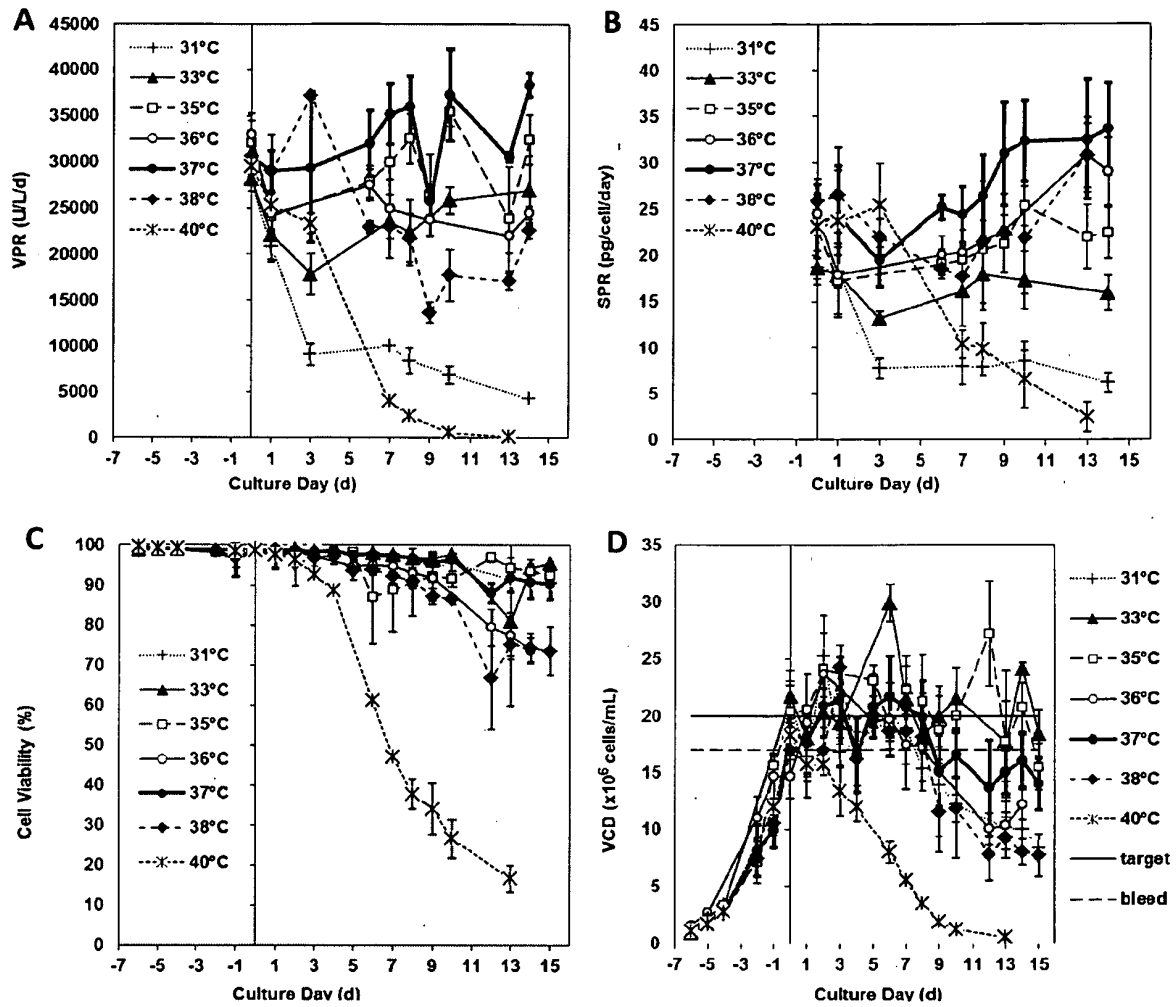 A
VPR (U/L/d)
45000
40000
35000
30000
25000
20000
15000
10000
5000
0
31°C
33°C
35°C
36°C
37°C
38°C
40°C
-7 -5 -3 -1 1 3 5 7 9 11 13 15
Culture Day (d)
B
SPR (pg/cell/day)
45
40
35
30
25
20
15
10
5
0
31°C
33°C
35°C
36°C
37°C
38°C
40°C
-7 -5 -3 -1 1 3 5 7 9 11 13 15
Culture Day (d)
C
Cell Viability (%)
100
90
80
70
60
50
40
30
20
10
0
31°C
33°C
35°C
36°C
37°C
38°C
40°C
-7 -5 -3 -1 1 3 5 7 9 11 13 15
Culture Day (d)
D
VCD (x10⁶ cells/mL)
35
30
25
20
15
10
5
0
-7 -5 -3 -1 1 3 5 7 9 11 13 15
Culture Day (d)
31°C
33°C
35°C
36°C
37°C
38°C
40°C
target
bleed